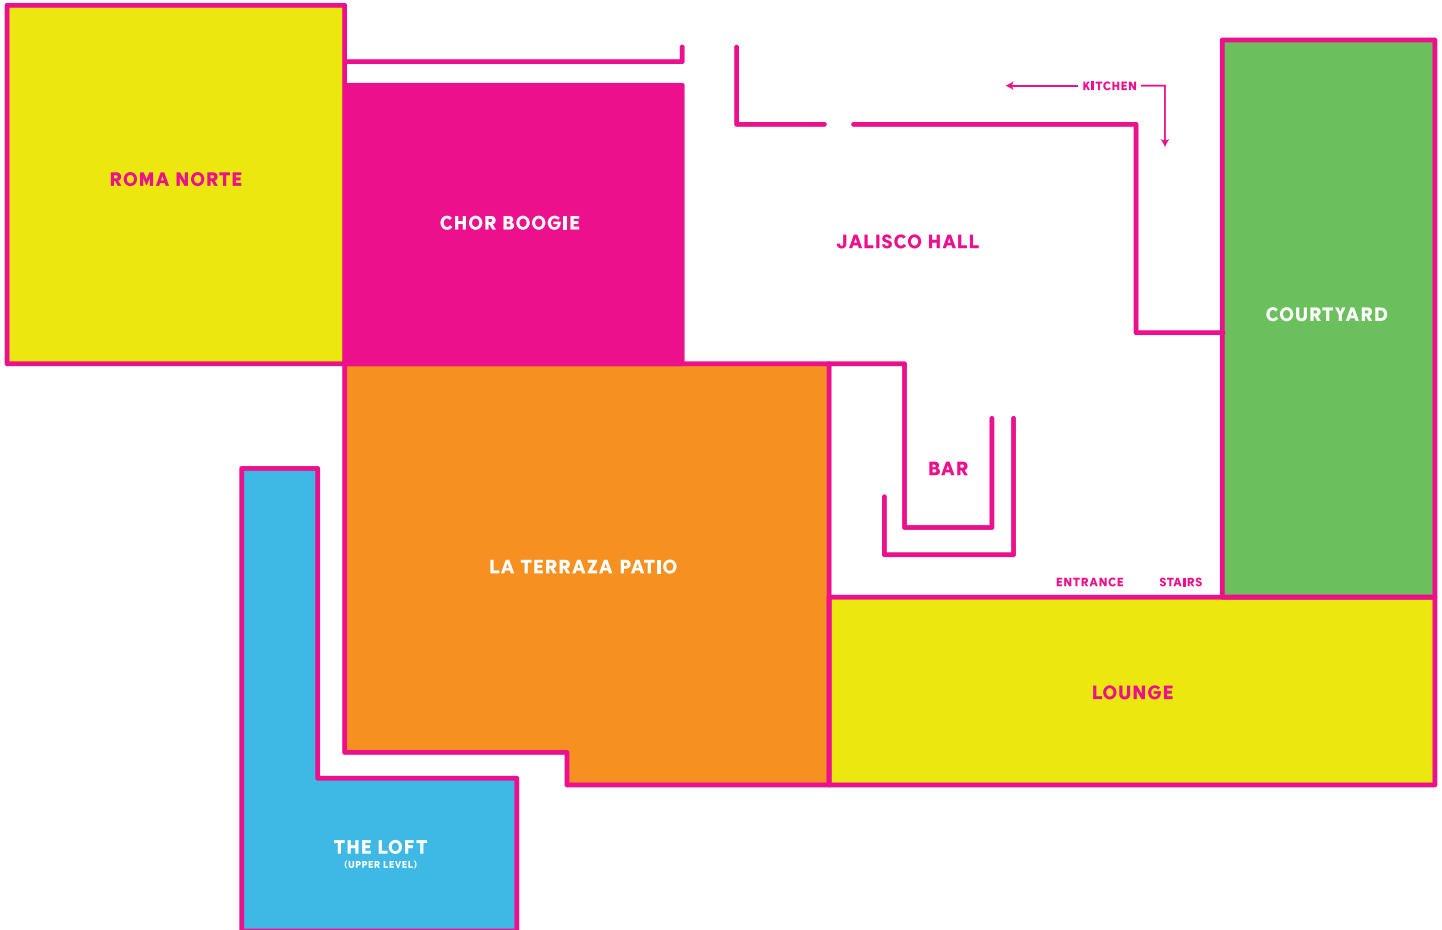 KITCHEN
ROMA NORTE
CHOR BOOGIE
JALISCO HALL
COURTYARD
BAR
LA TERRAZA PATIO
ENTRANCE
STAIRS
LOUNGE
THE LOFT
(UPPER LEVEL)